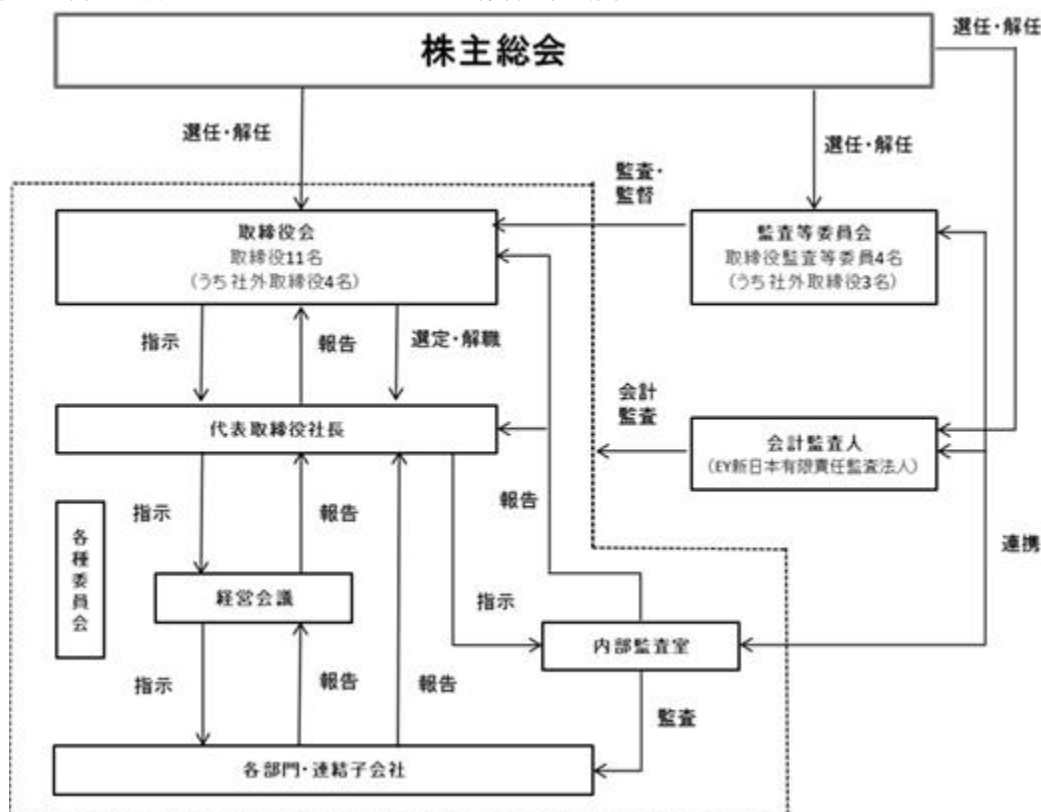 選任・解任
株主総会
選任・解任
選任・解任
監査・
監督
取締役会
取締役11名
(うち社外取締役4名)
監査等委員会
取締役監査等委員4名
(うち社外取締役3名)
指示
報告
選定・解職
会計
監査
代表取締役社長
会計監査人
(EY新日本有限責任監査法人)
指示
報告
報告
各種委員会
連携
経営会議
指示
内部監査室
指示
報告
報告
監査
各部門・連結子会社